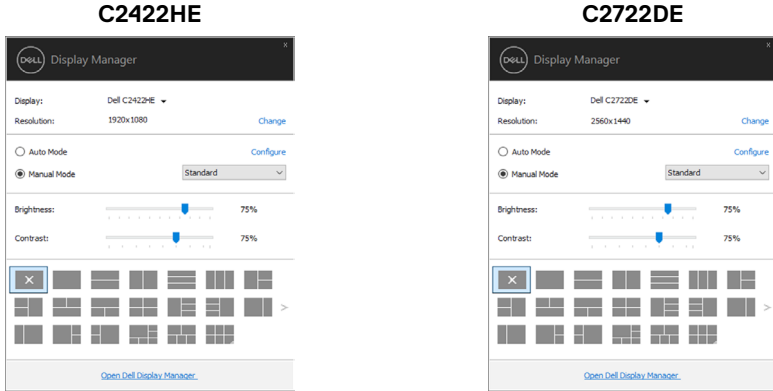 C2422HE
DELL Display Manager
x
Display: Dell C2422HE
Resolution: 1920x1080 Change
Auto Mode Configure
Manual Mode Standard
Brightness: 75%
Contrast: 75%
Open Dell Display Manager
C2722DE
DELL Display Manager
x
Display: Dell C2722DE
Resolution: 2560x1440 Change
Auto Mode Configure
Manual Mode Standard
Brightness: 75%
Contrast: 75%
Open Dell Display Manager